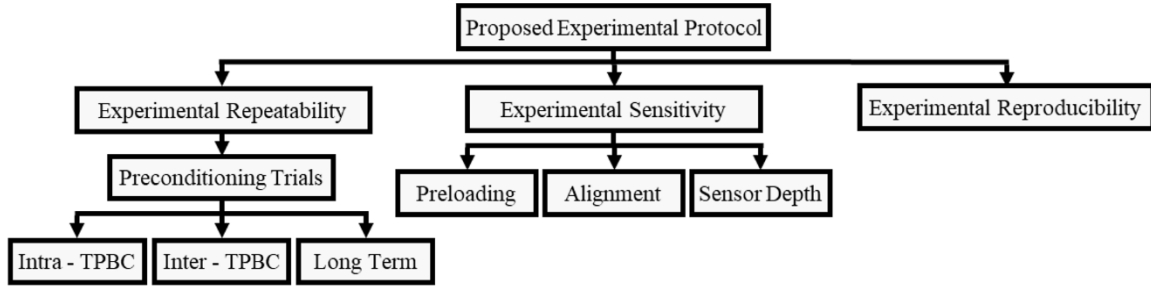 Proposed Experimental Protocol
Experimental Repeatability
Experimental Sensitivity
Experimental Reproducibility
Preconditioning Trials
Preloading
Alignment
Sensor Depth
Intra - TPBC
Inter - TPBC
Long Term